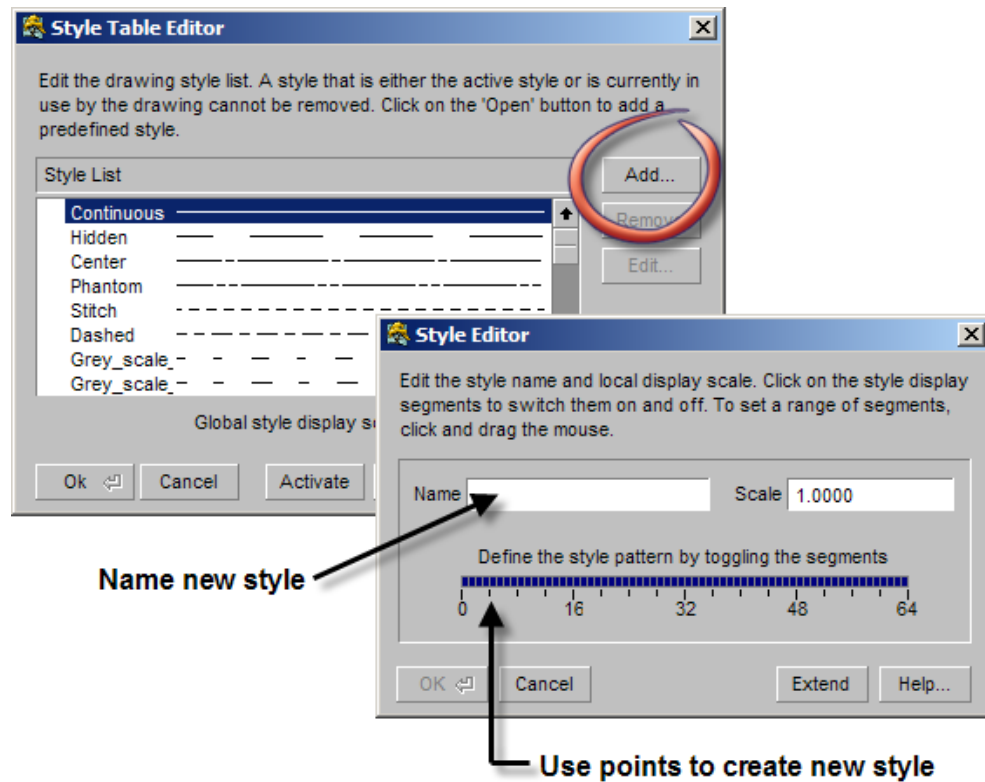 Style Table Editor
Edit the drawing style list. A style that is either the active style or is currently in
use by the drawing cannot be removed. Click on the 'Open' button to add a
predefined style.
Style List
Add...
Continuous
Remove
Hidden
Center
Edit...
Phantom
Stitch
Dashed
Grey_scale_
Grey_scale_
Global style display s
Ok
Cancel
Activate
Style Editor
Edit the style name and local display scale. Click on the style display
segments to switch them on and off. To set a range of segments,
click and drag the mouse.
Name
Scale 1.0000
Define the style pattern by toggling the segments
0 16 32 48 64
OK
Cancel
Extend
Help...
Name new style
Use points to create new style